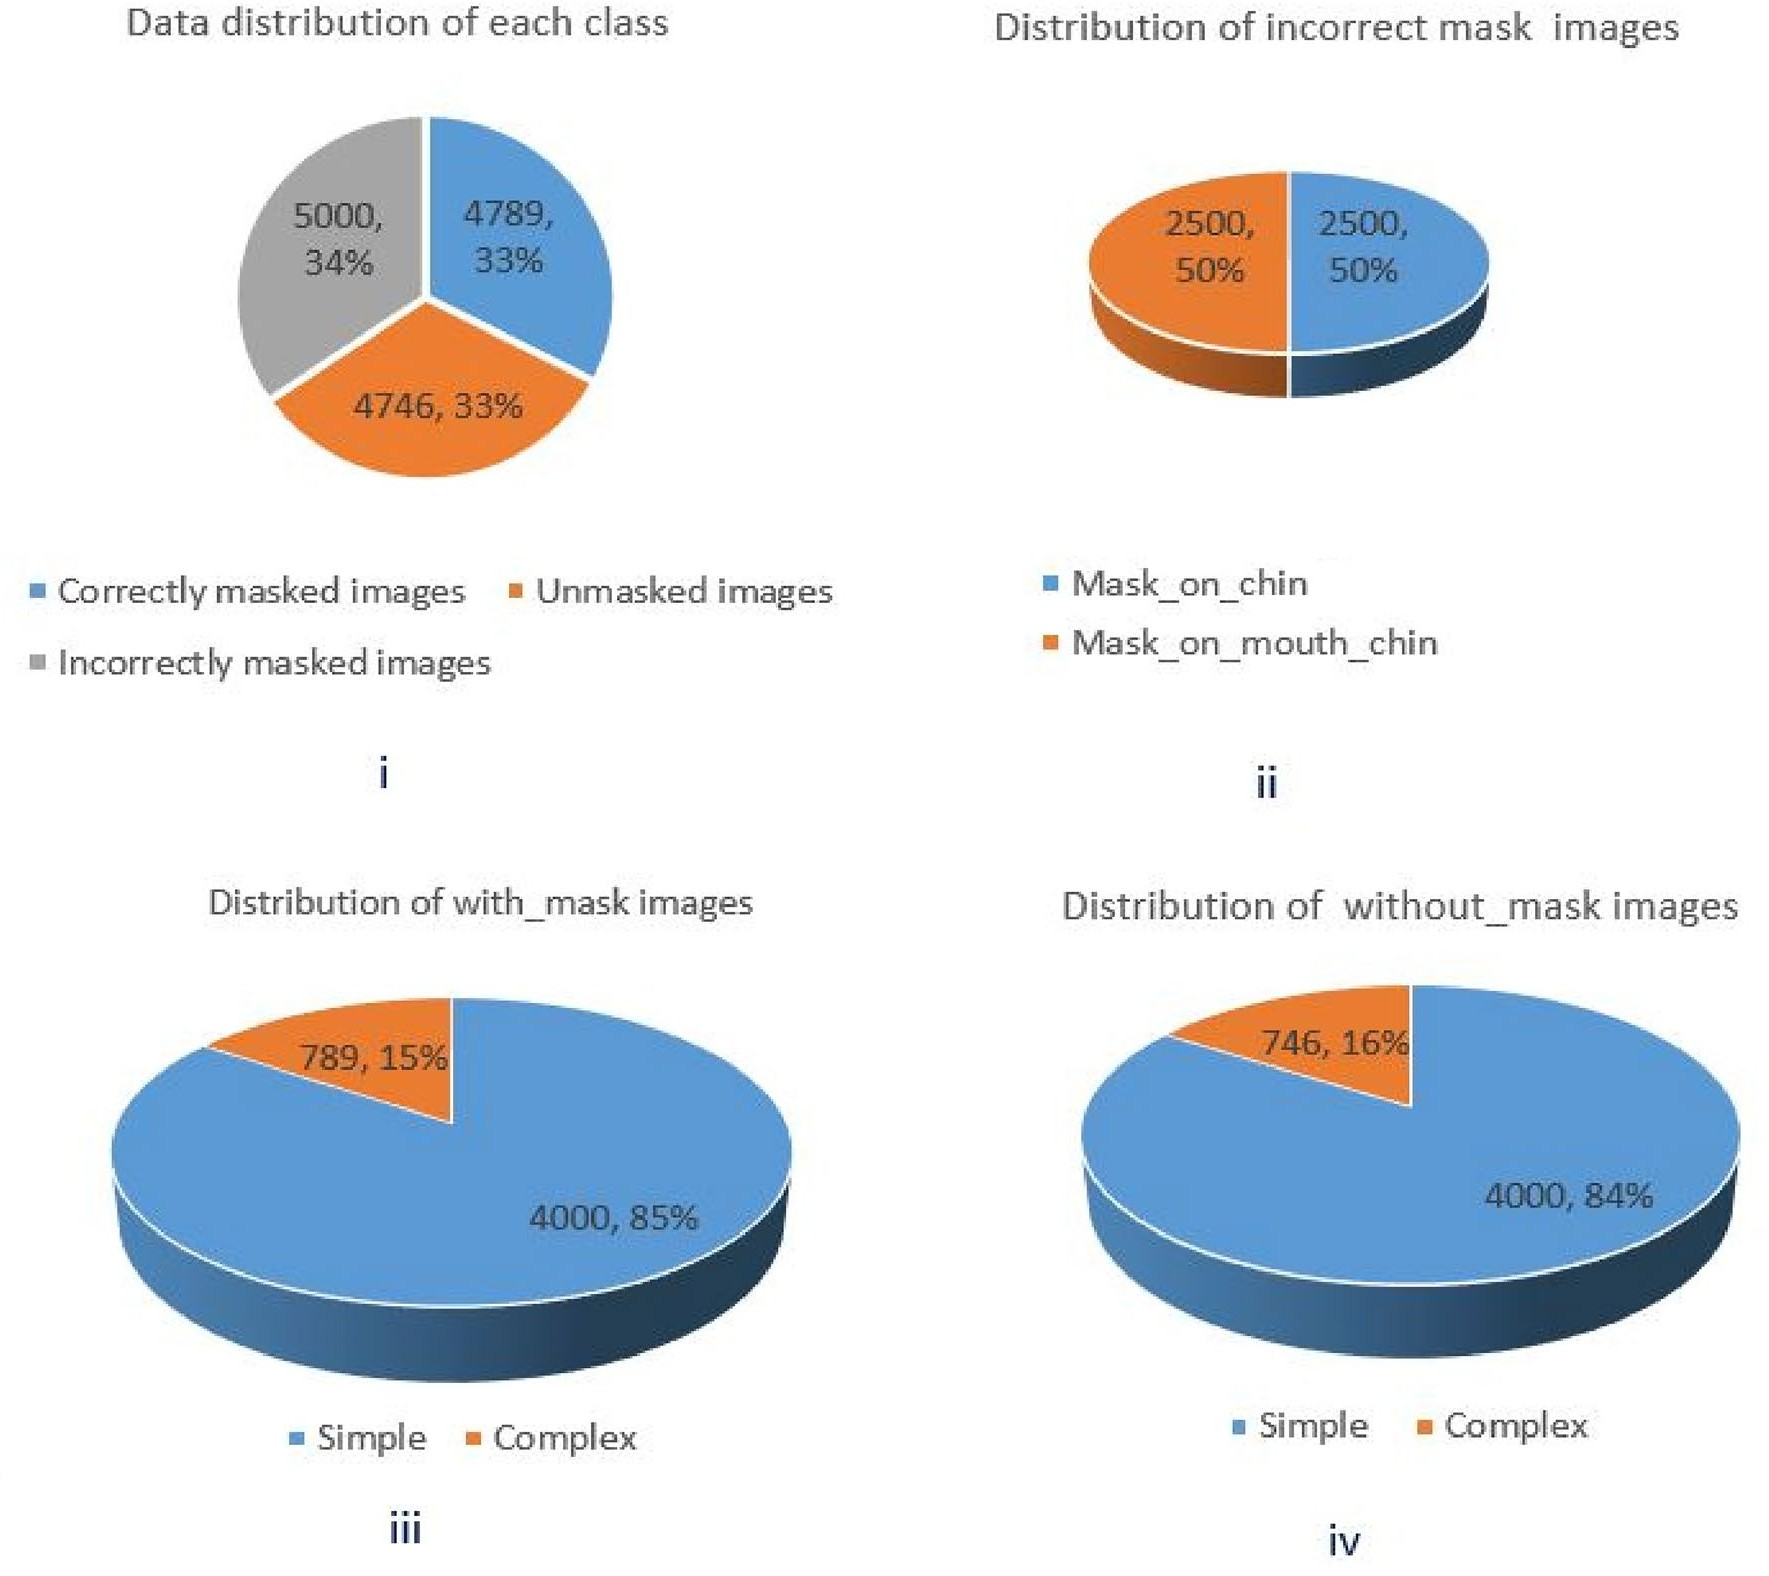 Data distribution of each class
5000,
34%
4789,
33%
4746, 33%
Correctly masked images
Unmasked images
Incorrectly masked images
i
Distribution of incorrect mask images
2500,
50%
2500,
50%
Mask_on_chin
Mask_on_mouth_chin
ii
Distribution of with_mask images
789, 15%
4000, 85%
Simple
Complex
iii
Distribution of without_mask images
746, 16%
4000, 84%
Simple
Complex
iv